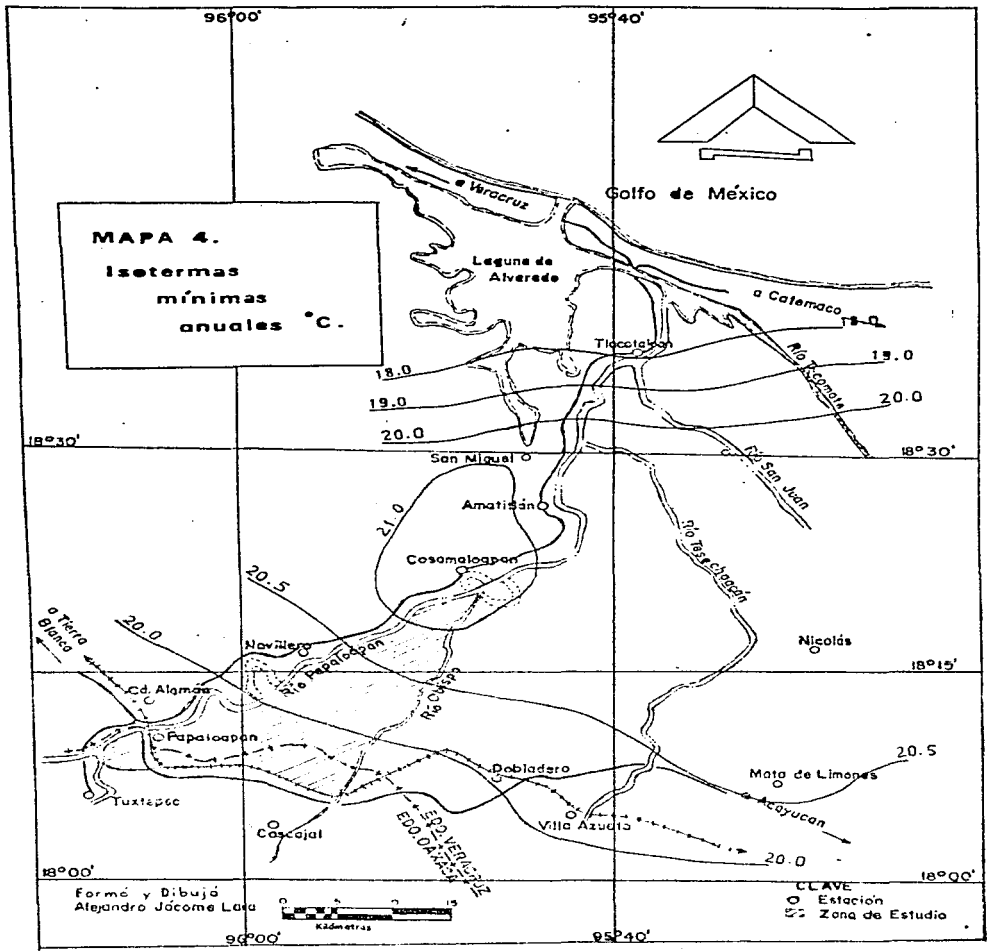 96°00'
95°40'
Golfo de México
a Veracruz
MAPA 4.
Isotermas
mínimas
anuales °C.
Laguna de
Alvarado
a Catemaco
18.0
Tlacotalpan
Río
19.0
18.0
19.0
20.0
20.0
18°30'
18°30'
San Miguel
Río San Juan
21.0
Amatitlán
Río Tesechoacán
Cosamaloapan
20.5
20.0
a Tierra
Blanca
Novillero
Río Papaloapan
Nicolás
18°15'
Cd. Alemán
Río Obispo
Papaloapan
20.5
Dobladero
Mata de Limones
Tuxtepec
Acayucan
Villa Azueta
Cascajal
EDO. VERACRUZ
EDO. OAXACA
20.0
18°00'
18°00'
Formó y Dibujó
Alejandro Jácome Lara
0 5 10 15
Kilómetros
CLAVE
Estación
Zona de Estudio
95°40'